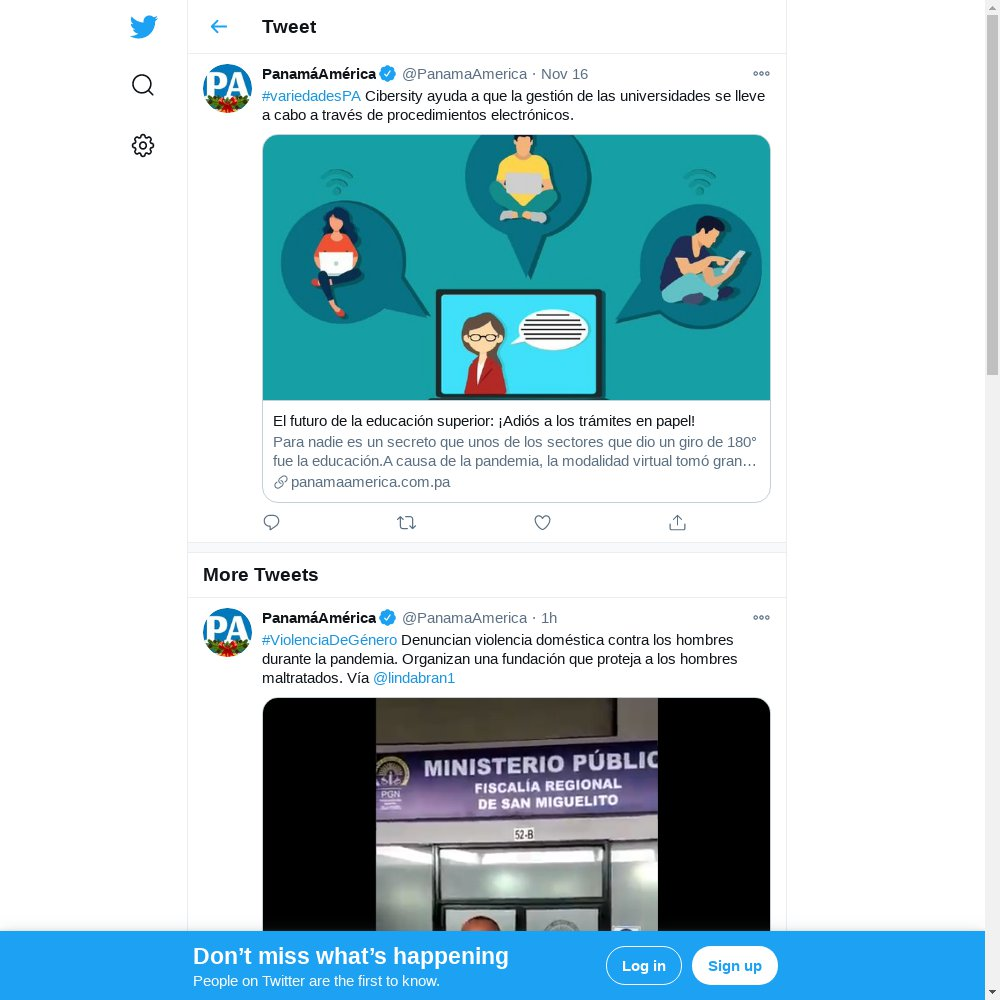 Tweet
PA
PanamáAmérica @PanamaAmerica · Nov 16
#variedadesPA Cibersity ayuda a que la gestión de las universidades se lleve
a cabo a través de procedimientos electrónicos.
El futuro de la educación superior: ¡Adiós a los trámites en papel!
Para nadie es un secreto que unos de los sectores que dio un giro de 180°
fue la educación.A causa de la pandemia, la modalidad virtual tomó gran…
panamaamerica.com.pa
More Tweets
PA
PanamáAmérica @PanamaAmerica · 1h
#ViolenciaDeGénero Denuncian violencia doméstica contra los hombres
durante la pandemia. Organizan una fundación que proteja a los hombres
maltratados. Vía @lindabran1
MINISTERIO PÚBLIC
FISCALÍA REGIONAL
DE SAN MIGUELITO
PGN
52-B
Don’t miss what’s happening
People on Twitter are the first to know.
Log in
Sign up